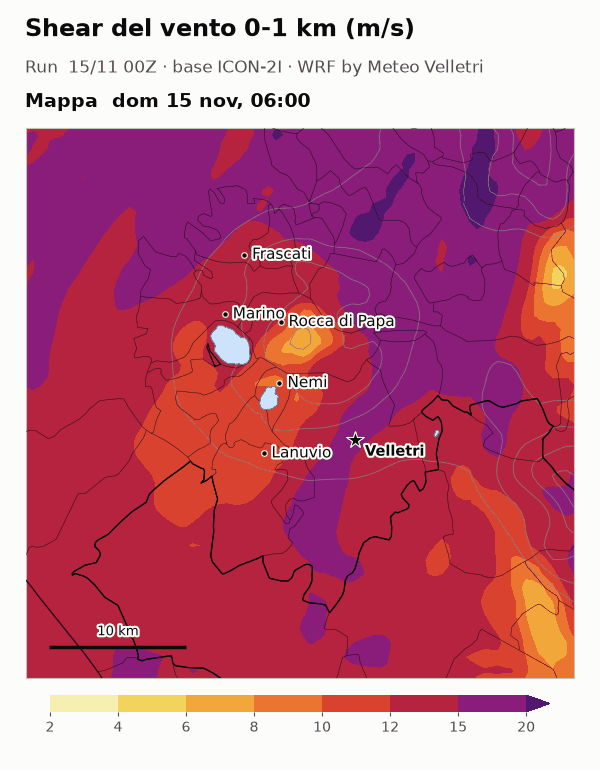 Shear del vento 0-1 km (m/s)
Run  15/11 00Z · base ICON-2I · WRF by Meteo Velletri
Mappa  dom 15 nov, 06:00
Frascati
Marino
Rocca di Papa
Nemi
Velletri
Lanuvio
10 km
2 4 6 8 10 12 15 20